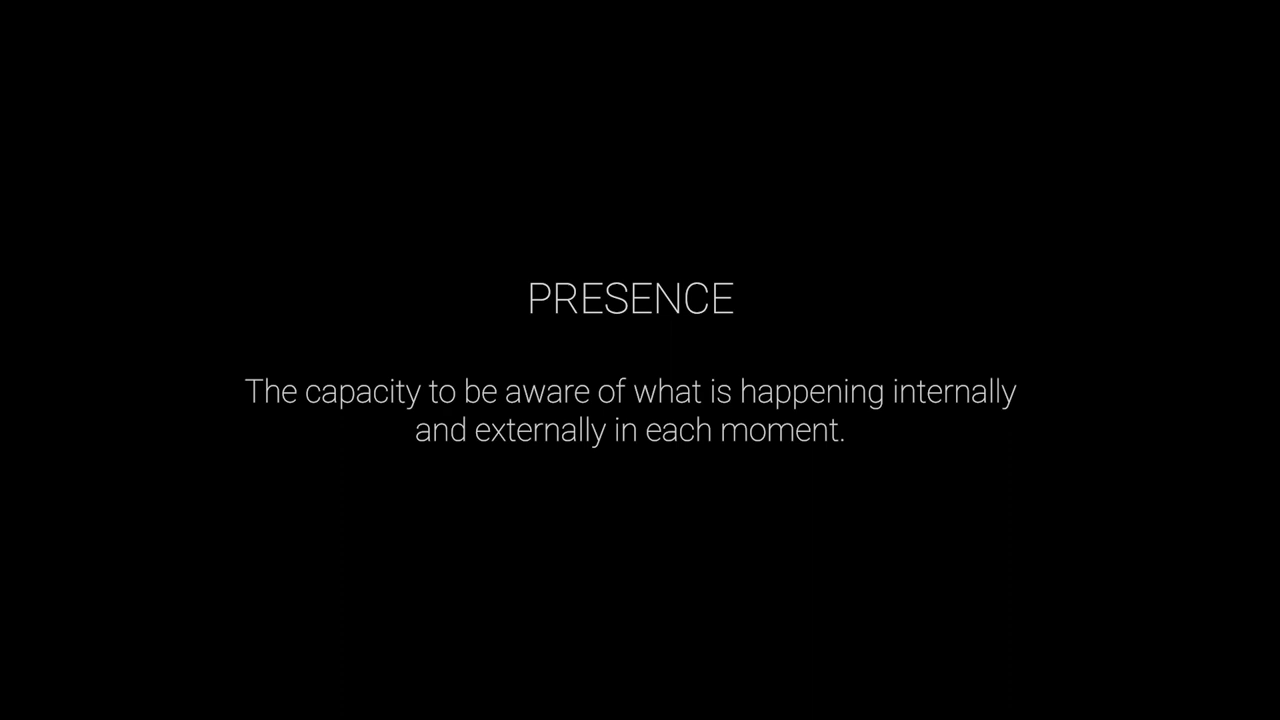 PRESENCE
The capacity to be aware of what is happening internally
and externally in each moment.